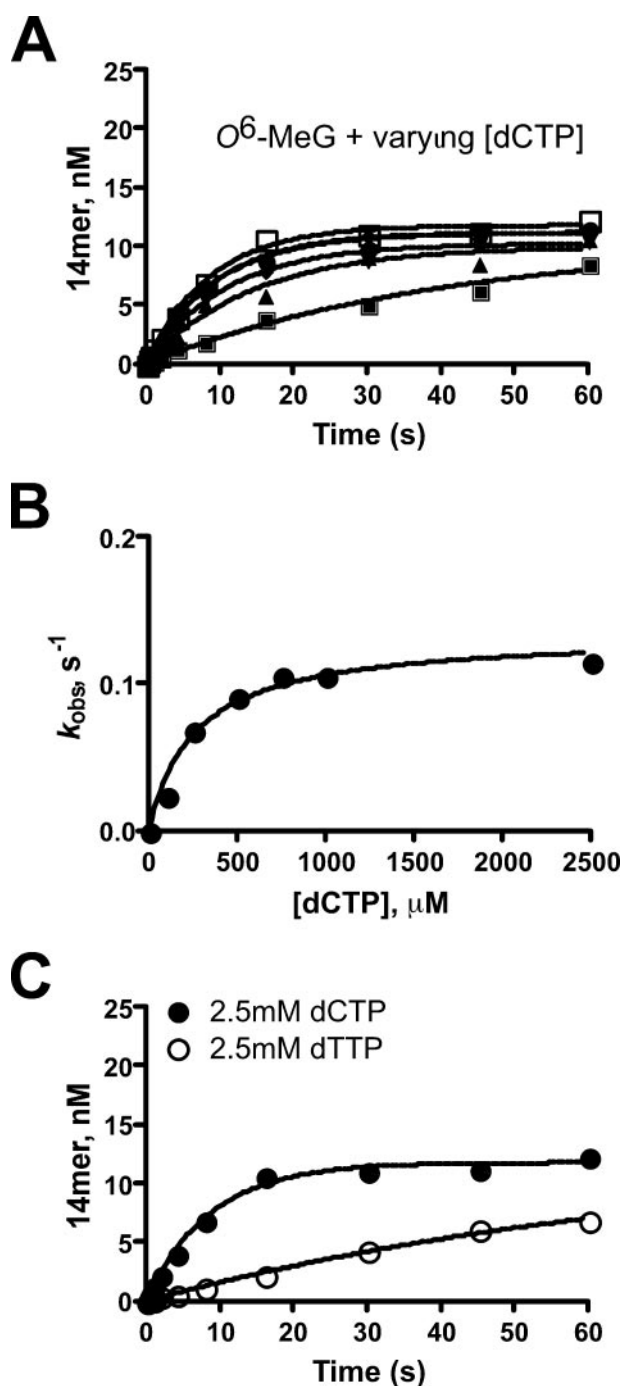 A
25
20
15
10
5
0
14mer, nM
O⁶-MeG + varying [dCTP]
0 10 20 30 40 50 60
Time (s)
B
0.2
0.1
0.0
kobs, s⁻¹
0 500 1000 1500 2000 2500
[dCTP], μM
C
25
20
15
10
5
0
14mer, nM
2.5mM dCTP
2.5mM dTTP
0 10 20 30 40 50 60
Time (s)